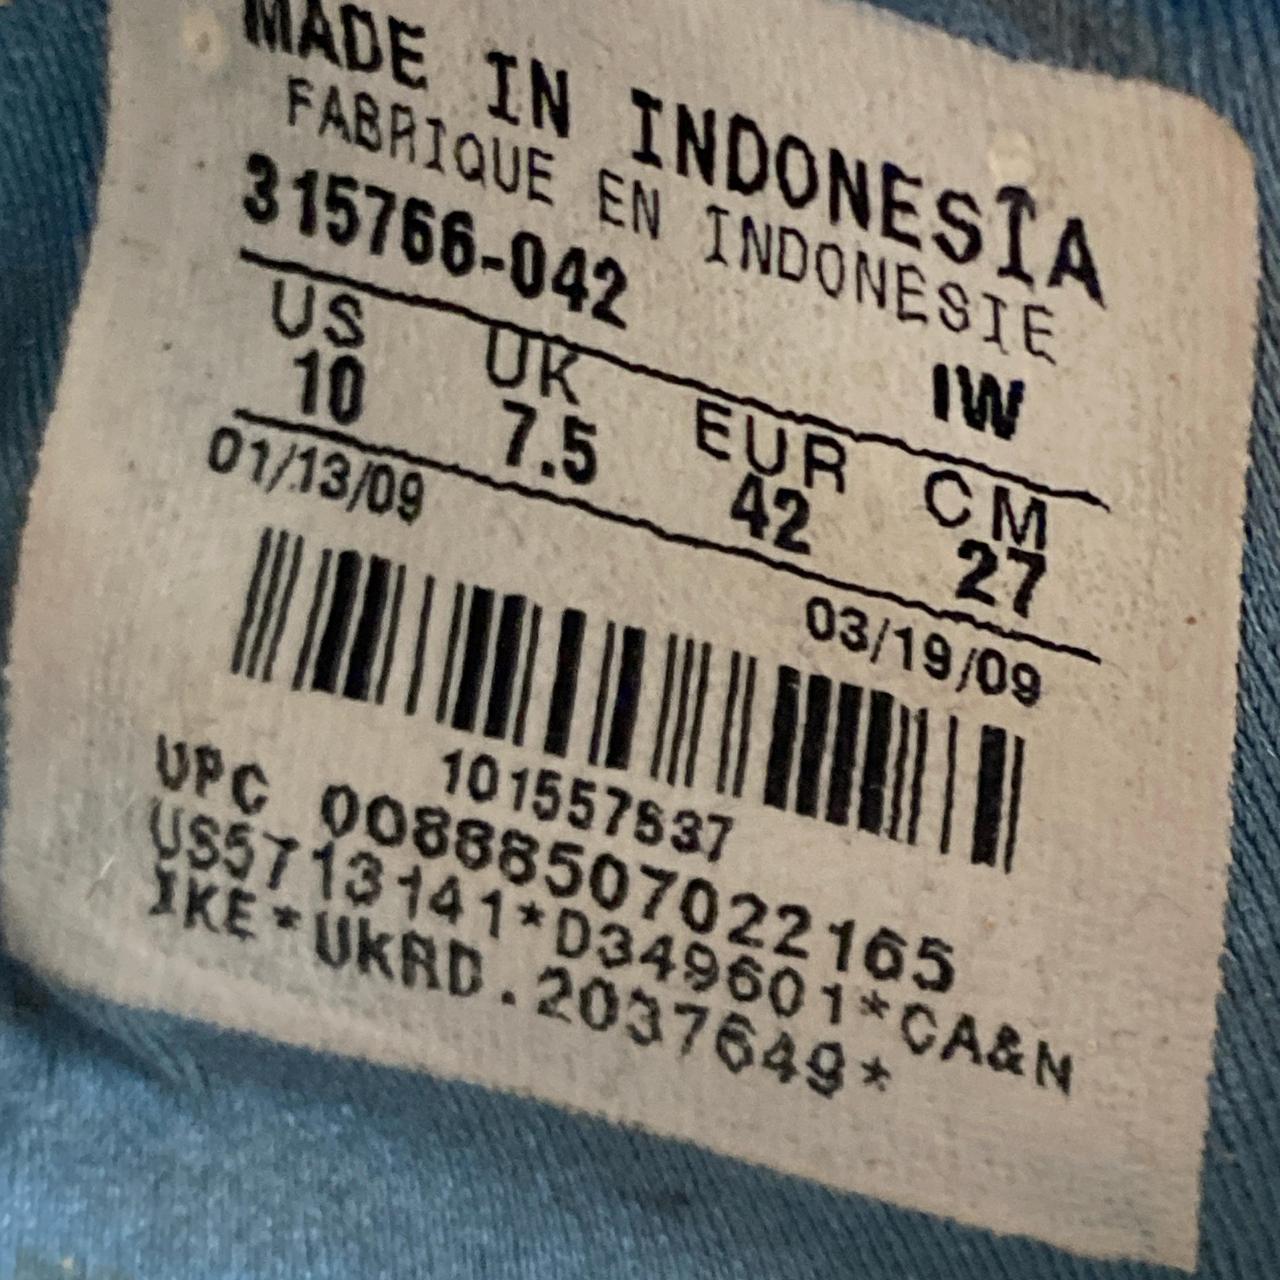 MADE IN INDONESIA
FABRIQUE EN INDONESIE
315766-042 IW
US UK EUR CM
10 7.5 42 27
01/13/09 03/19/09
101557537
UPC 00888507022165
US5713141*D349601*CA&N
IKE*UKRD.2037649*